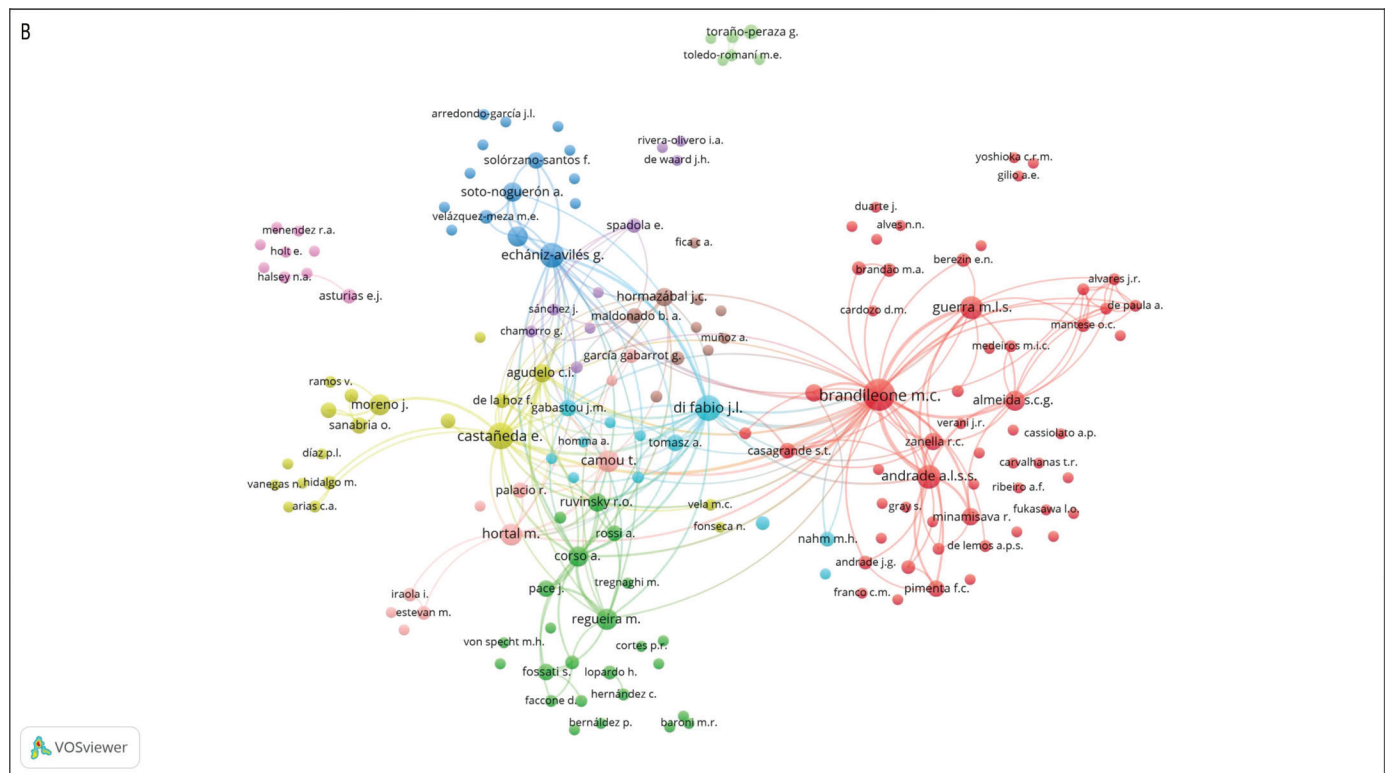 B
toraño-peraza g.
toledo-romaní m.e.
arredondo-garcía j.l.
rivera-olivero i.a.
solórzano-santos f.
de waard j.h.
yoshioka c.r.m.
gilio a.e.
soto-noguerón a.
duarte j.
velázquez-meza m.e.
spadola e.
alves n.n.
menendez r.a.
fica c a.
holt e.
echániz-avilés g.
berezin e.n.
brandão m.a.
halsey n.a.
alvares j.r.
asturias e.j.
hormazábal j.c.
guerra m.l.s.
de paula a.
sánchez j.
maldonado b. a.
cardozo d.m.
mantese o.c.
chamorro g.
muñoz a.
medeiros m.i.c.
garcía gabarrot g.
agudelo c.i.
ramos v.
brandileone m.c.
de la hoz f.
almeida s.c.g.
moreno j.
gabastou j.m.
di fabio j.l.
sanabria o.
verani j.r.
castañeda e.
homma a.
tomasz a.
zanella r.c.
cassiolato a.p.
díaz p.l.
casagrande s.t.
camou t.
carvalhanas t.r.
vanegas n.
hidalgo m.
andrade a.l.s.s.
palacio r.
ribeiro a.f.
arias c.a.
ruvinsky r.o.
vela m.c.
gray s.
fukasawa l.o.
minamisava r.
fonseca n.
hortal m.
rossi a.
nahm m.h.
de lemos a.p.s.
corso a.
andrade j.g.
tregnaghi m.
pace j.
pimenta f.c.
iraola i.
franco c.m.
estevan m.
regueira m.
von specht m.h.
cortes p.r.
fossati s.
lopardo h.
hernández c.
faccone d.
bernáldez p.
baroni m.r.
VOSviewer